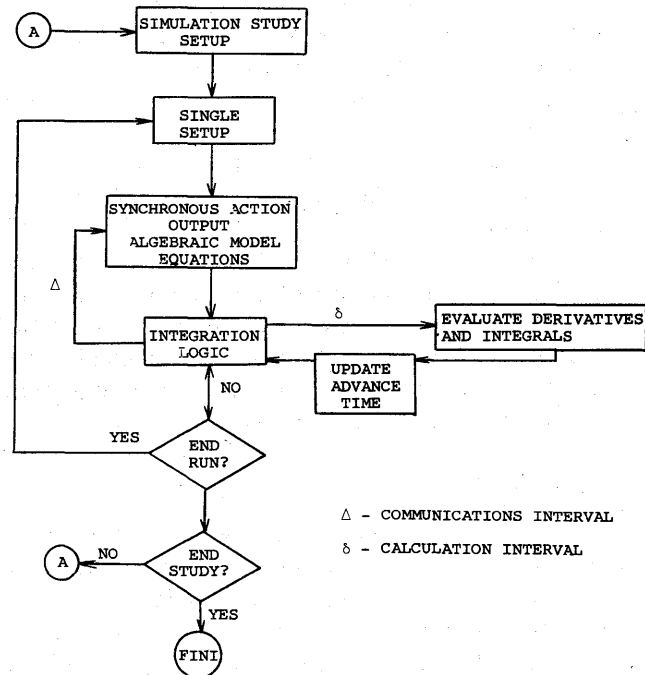 A
SIMULATION STUDY
SETUP
SINGLE
SETUP
SYNCHRONOUS ACTION
OUTPUT
ALGEBRAIC MODEL
EQUATIONS
Δ
INTEGRATION
LOGIC
δ
EVALUATE DERIVATIVES
AND INTEGRALS
UPDATE
ADVANCE
TIME
NO
YES
END
RUN?
Δ - COMMUNICATIONS INTERVAL
δ - CALCULATION INTERVAL
A
NO
END
STUDY?
YES
FINI